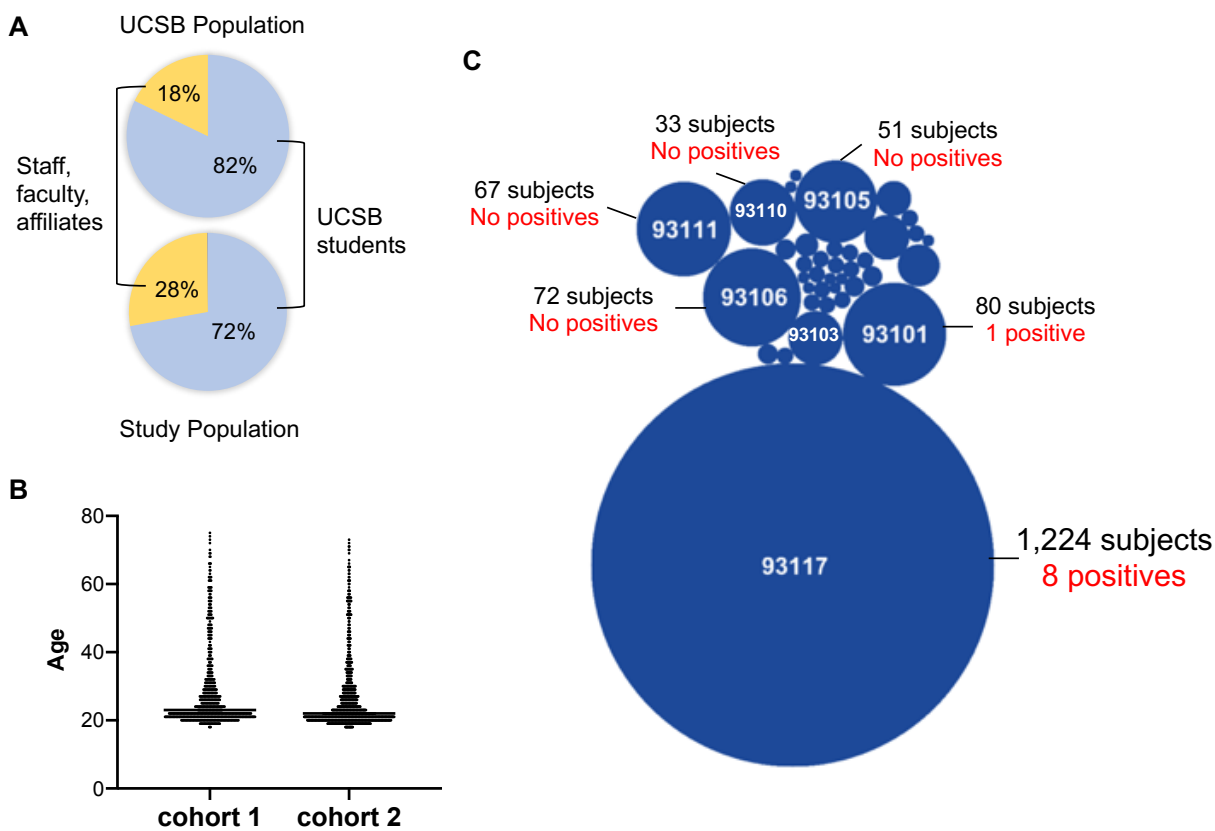 A
UCSB Population
18%
82%
Staff,
faculty,
affiliates
UCSB
students
28%
72%
Study Population
B
80
60
40
20
0
Age
cohort 1
cohort 2
C
33 subjects
No positives
51 subjects
No positives
67 subjects
No positives
93111
93110
93105
72 subjects
No positives
93106
93103
93101
80 subjects
1 positive
93117
1,224 subjects
8 positives